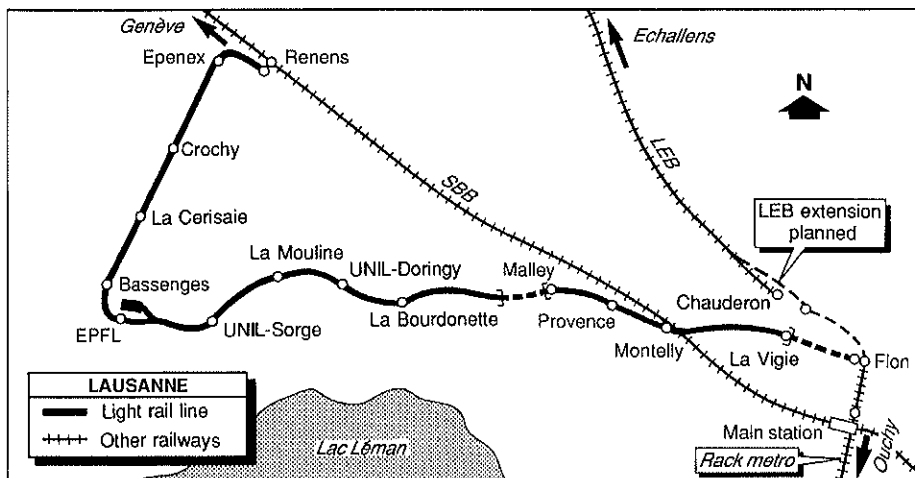 Genève
Epenex
Renens
Echallens
N
Crochy
LEB
SBB
LEB extension
planned
La Cerisaie
La Mouline
UNIL-Doringy
Malley
Bassenges
Chauderon
La Bourdonette
Provence
EPFL
UNIL-Sorge
Montelly
La Vigie
Flon
LAUSANNE
Light rail line
Other railways
Lac Léman
Main station
Rack metro
Ouchy